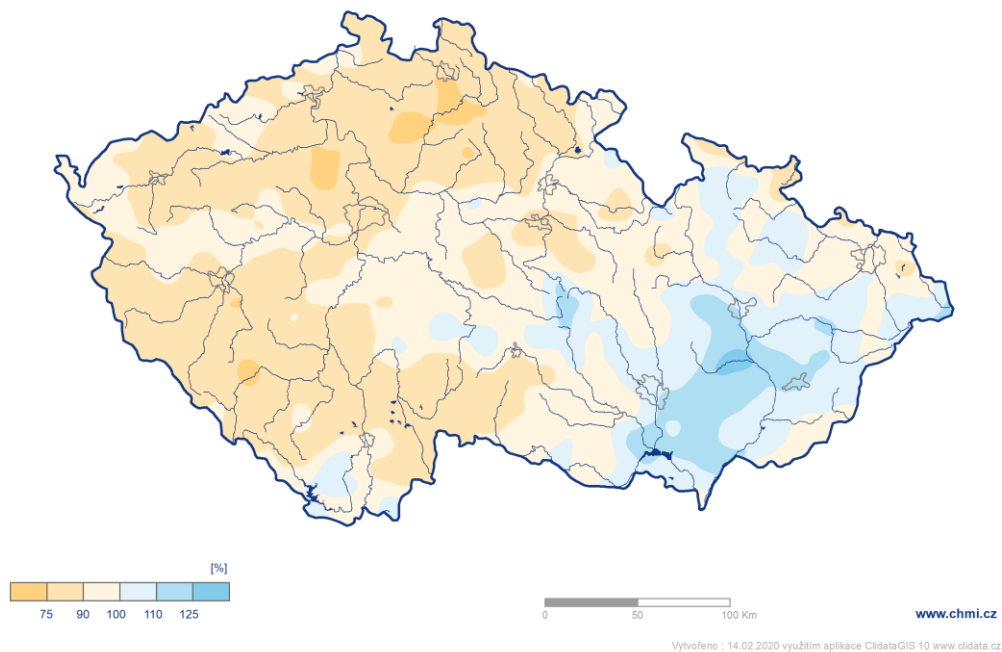 [%]
75 90 100 110 125
0 50 100 Km
www.chmi.cz
Vytvořeno : 14.02.2020 využitím aplikace ClidataGIS 10 www.clidata.cz